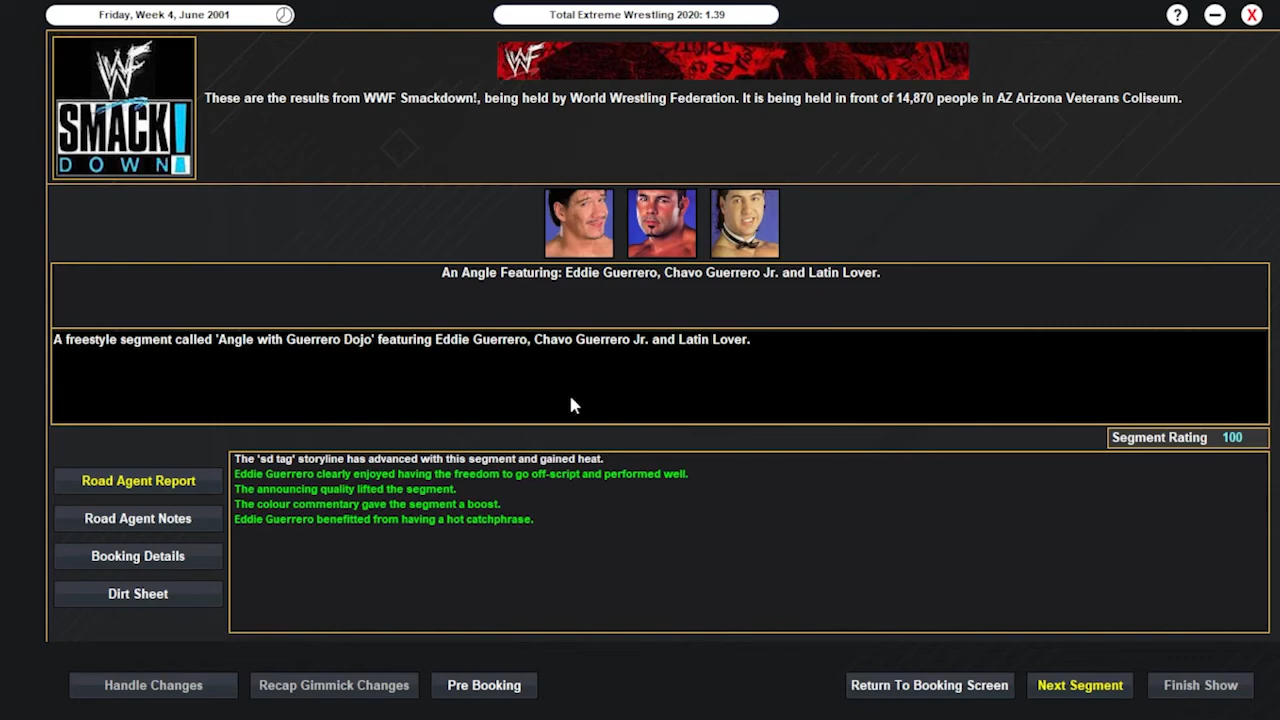 Friday, Week 4, June 2001
Total Extreme Wrestling 2020: 1.39
?
X
WF
SMACK!
DOWN
These are the results from WWF Smackdown!, being held by World Wrestling Federation. It is being held in front of 14,870 people in AZ Arizona Veterans Coliseum.
An Angle Featuring: Eddie Guerrero, Chavo Guerrero Jr. and Latin Lover.
A freestyle segment called 'Angle with Guerrero Dojo' featuring Eddie Guerrero, Chavo Guerrero Jr. and Latin Lover.
Segment Rating 100
The 'sd tag' storyline has advanced with this segment and gained heat.
Eddie Guerrero clearly enjoyed having the freedom to go off-script and performed well.
The announcing quality lifted the segment.
The colour commentary gave the segment a boost.
Eddie Guerrero benefitted from having a hot catchphrase.
Road Agent Report
Road Agent Notes
Booking Details
Dirt Sheet
Handle Changes
Recap Gimmick Changes
Pre Booking
Return To Booking Screen
Next Segment
Finish Show